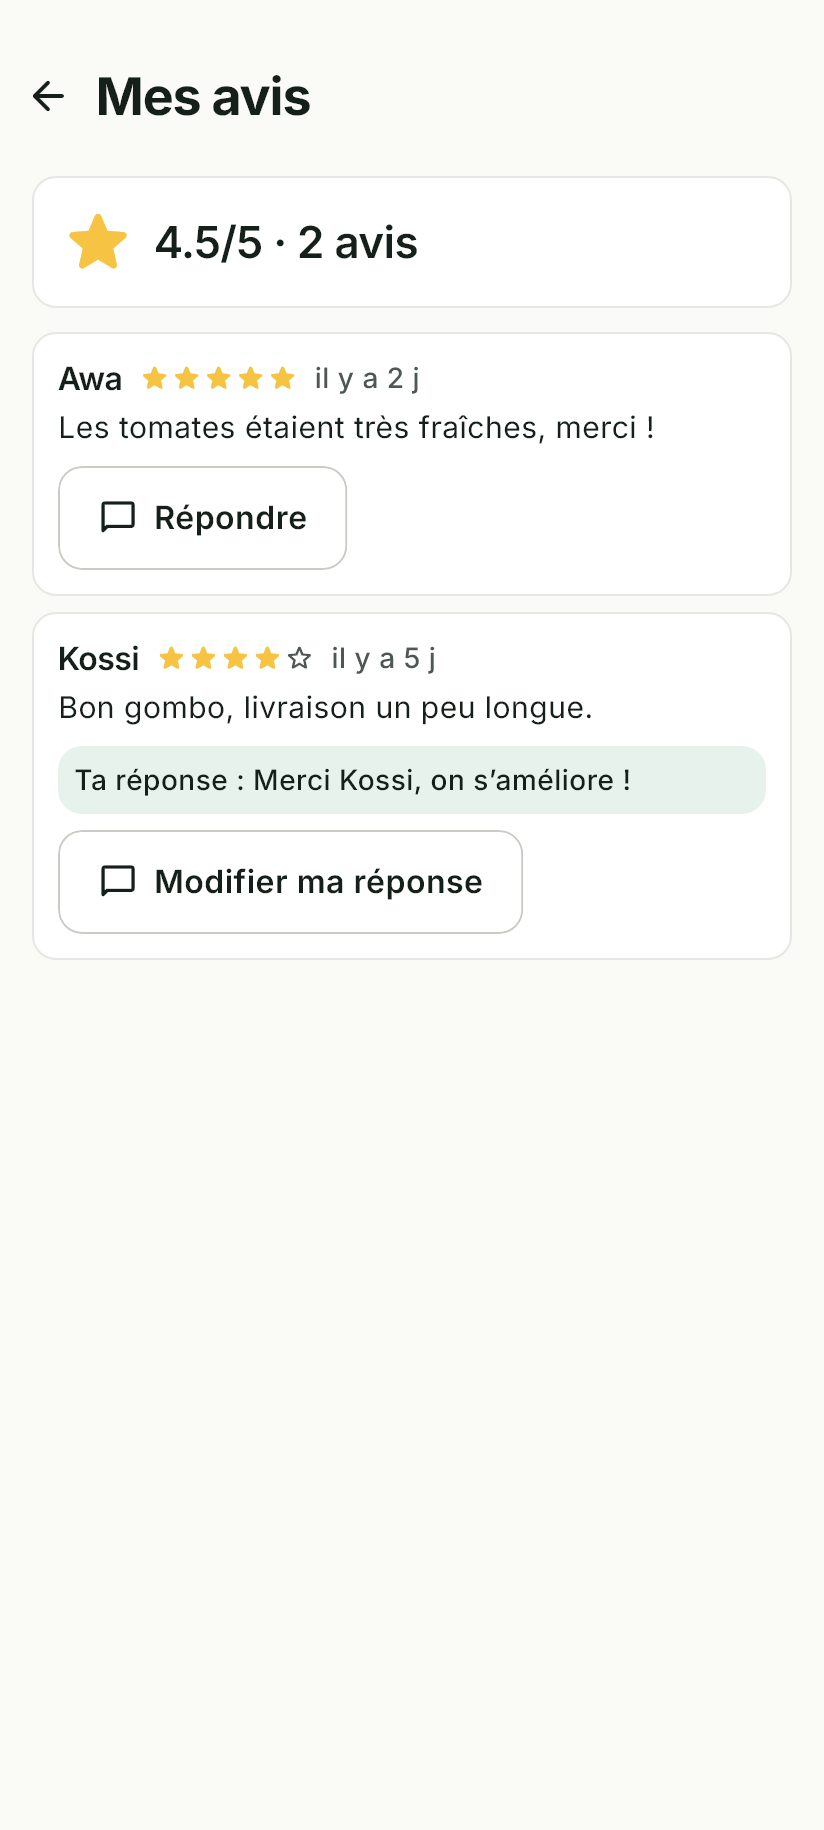 Mes avis
4.5/5 · 2 avis
Awa il y a 2 j
Les tomates étaient très fraîches, merci !
Répondre
Kossi il y a 5 j
Bon gombo, livraison un peu longue.
Ta réponse : Merci Kossi, on s’améliore !
Modifier ma réponse